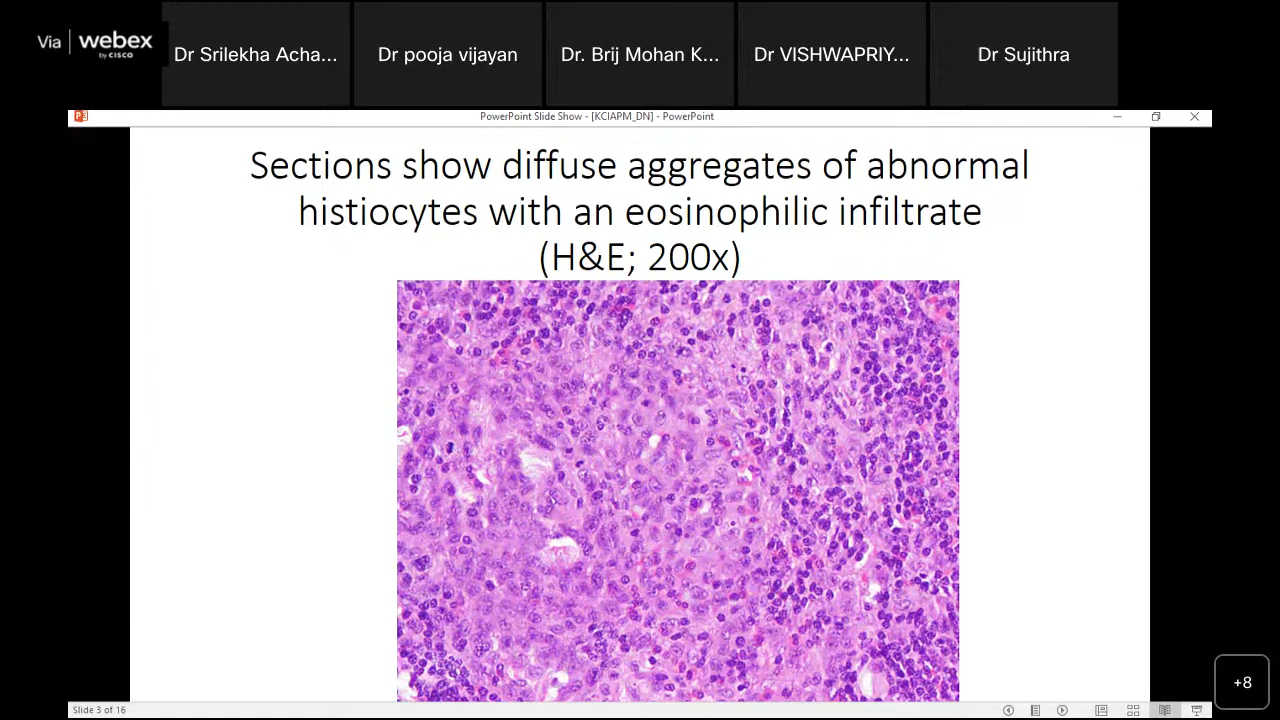 Via webex
by CISCO
Dr Srilekha Acha...
Dr pooja vijayan
Dr. Brij Mohan K...
Dr VISHWAPRIY...
Dr Sujithra
PowerPoint Slide Show - [KCIAPM_DN] - PowerPoint
Sections show diffuse aggregates of abnormal
histiocytes with an eosinophilic infiltrate
(H&E; 200x)
Slide 3 of 16
+8